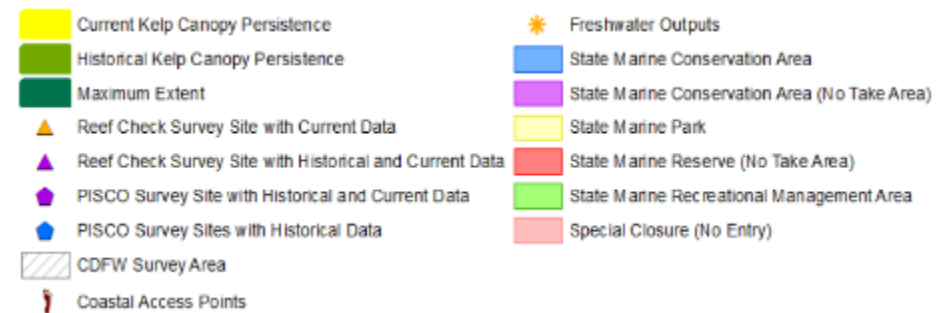 Current Kelp Canopy Persistence
Historical Kelp Canopy Persistence
Maximum Extent
Reef Check Survey Site with Current Data
Reef Check Survey Site with Historical and Current Data
PISCO Survey Site with Historical and Current Data
PISCO Survey Sites with Historical Data
CDFW Survey Area
Coastal Access Points
Freshwater Outputs
State Marine Conservation Area
State Marine Conservation Area (No Take Area)
State Marine Park
State Marine Reserve (No Take Area)
State Marine Recreational Management Area
Special Closure (No Entry)